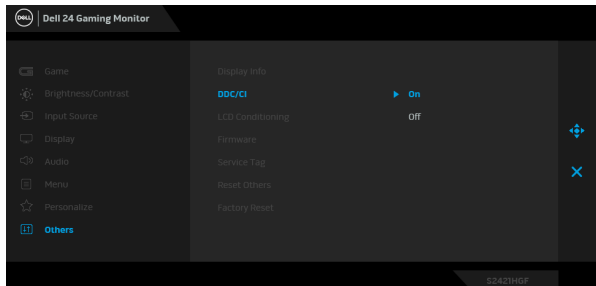 DELL Dell 24 Gaming Monitor
Game
Display Info
Brightness/Contrast
DDC/CI
On
Input Source
LCD Conditioning
Off
Display
Firmware
Audio
Service Tag
Menu
Reset Others
Personalize
Factory Reset
Others
S2421HGF